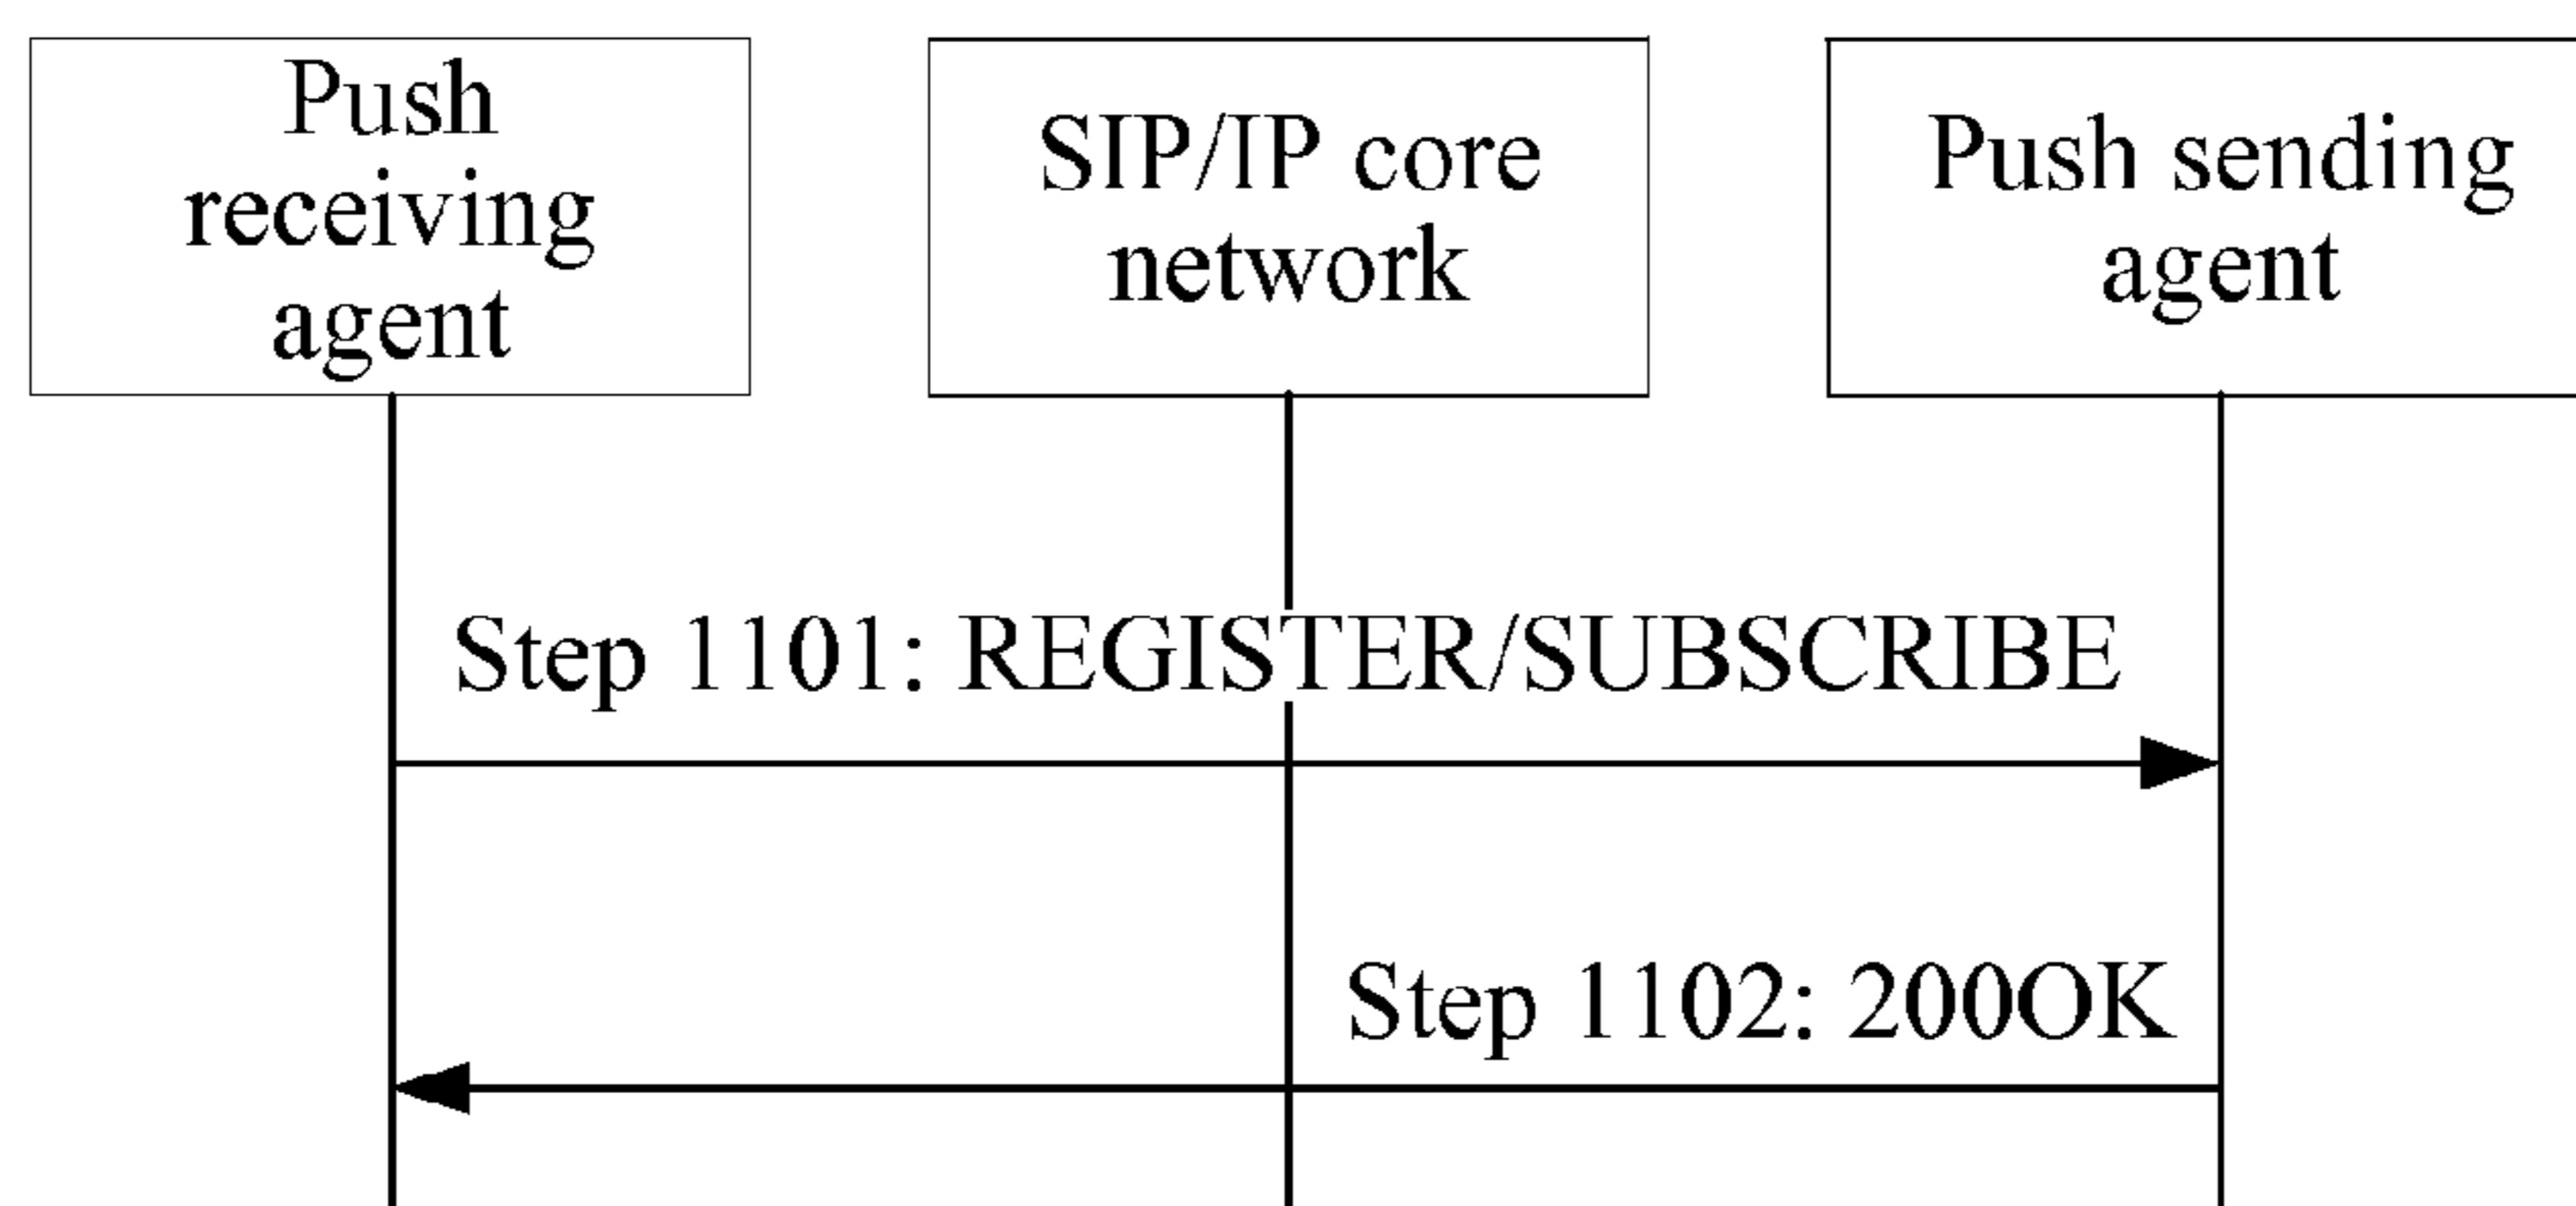 Push
receiving
agent
SIP/IP core
network
Push sending
agent
Step 1101: REGISTER/SUBSCRIBE
Step 1102: 200OK